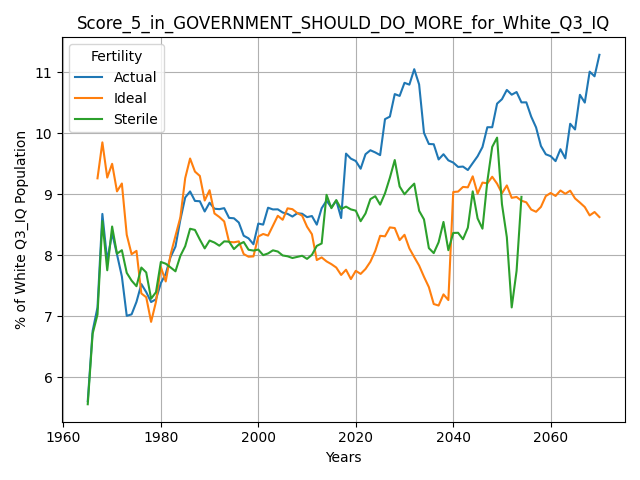 Score_5_in_GOVERNMENT_SHOULD_DO_MORE_for_White_Q3_IQ
Fertility
Actual
Ideal
Sterile
% of White Q3_IQ Population
11
10
9
8
7
6
1960
1980
2000
2020
2040
2060
Years